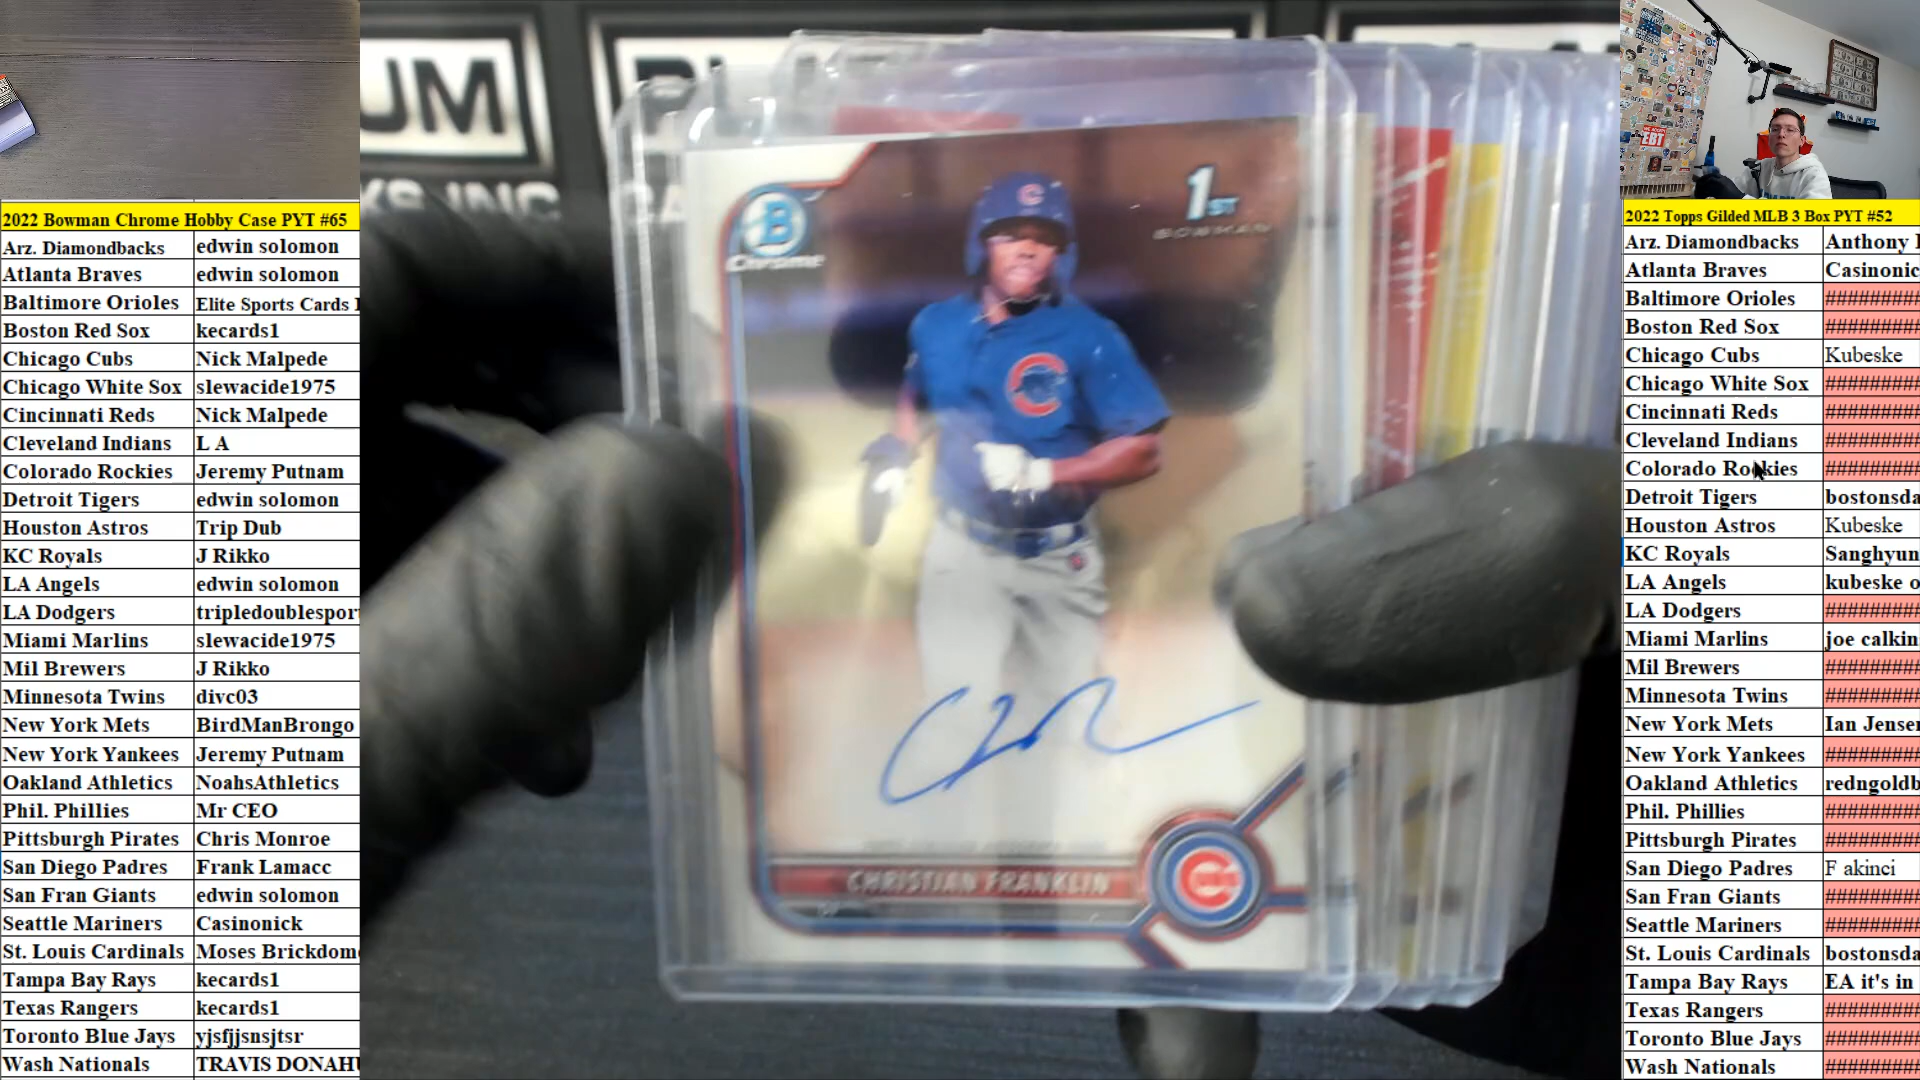 2022 Bowman Chrome Hobby Case PYT #65
Arz. Diamondbacks edwin solomon
Atlanta Braves edwin solomon
Baltimore Orioles Elite Sports Cards
Boston Red Sox kecards1
Chicago Cubs Nick Malpede
Chicago White Sox slewacide1975
Cincinnati Reds Nick Malpede
Cleveland Indians L A
Colorado Rockies Jeremy Putnam
Detroit Tigers edwin solomon
Houston Astros Trip Dub
KC Royals J Rikko
LA Angels edwin solomon
LA Dodgers tripledoublespor
Miami Marlins slewacide1975
Mil Brewers J Rikko
Minnesota Twins divc03
New York Mets BirdManBrongo
New York Yankees Jeremy Putnam
Oakland Athletics NoahsAthletics
Phil. Phillies Mr CEO
Pittsburgh Pirates Chris Monroe
San Diego Padres Frank Lamacc
San Fran Giants edwin solomon
Seattle Mariners Casinonick
St. Louis Cardinals Moses Brickdom
Tampa Bay Rays kecards1
Texas Rangers kecards1
Toronto Blue Jays yjsfjjsnsjtsr
Wash Nationals TRAVIS DONAH
UM
KS INC
B
Chrome
1ST
BOWMAN
C
C
CHRISTIAN FRANKLIN
EBT
2022 Topps Gilded MLB 3 Box PYT #52
Arz. Diamondbacks Anthony
Atlanta Braves Casinonic
Baltimore Orioles #########
Boston Red Sox #########
Chicago Cubs Kubeske
Chicago White Sox #########
Cincinnati Reds #########
Cleveland Indians #########
Colorado Rockies #########
Detroit Tigers bostonsda
Houston Astros Kubeske
KC Royals Sanghyun
LA Angels kubeske o
LA Dodgers #########
Miami Marlins joe calkin
Mil Brewers #########
Minnesota Twins #########
New York Mets Ian Jensen
New York Yankees #########
Oakland Athletics redngoldb
Phil. Phillies #########
Pittsburgh Pirates #########
San Diego Padres F akinci
San Fran Giants #########
Seattle Mariners #########
St. Louis Cardinals bostonsda
Tampa Bay Rays EA it's in
Texas Rangers #########
Toronto Blue Jays #########
Wash Nationals #########